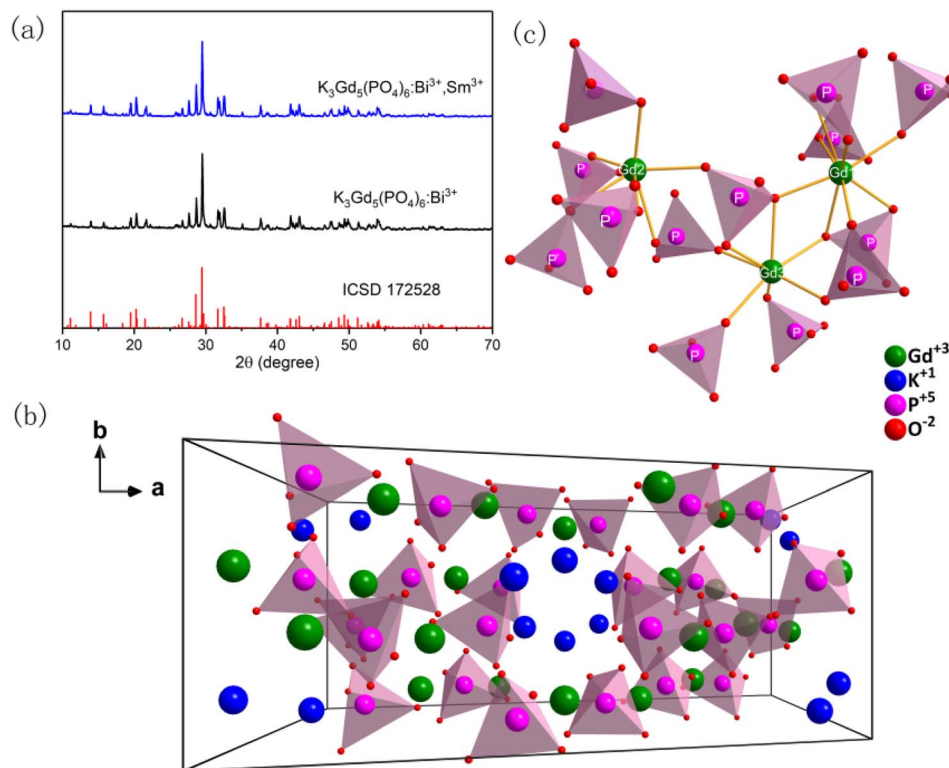 (a)
K₃Gd₅(PO₄)₆:Bi³⁺,Sm³⁺
K₃Gd₅(PO₄)₆:Bi³⁺
ICSD 172528
10 20 30 40 50 60 70
2θ (degree)
(c)
P
P
P
P
Gd2
Gd1
P
P
P
P
P
P
P
Gd3
P
P
Gd⁺³
K⁺¹
P⁺⁵
O⁻²
(b)
b
a